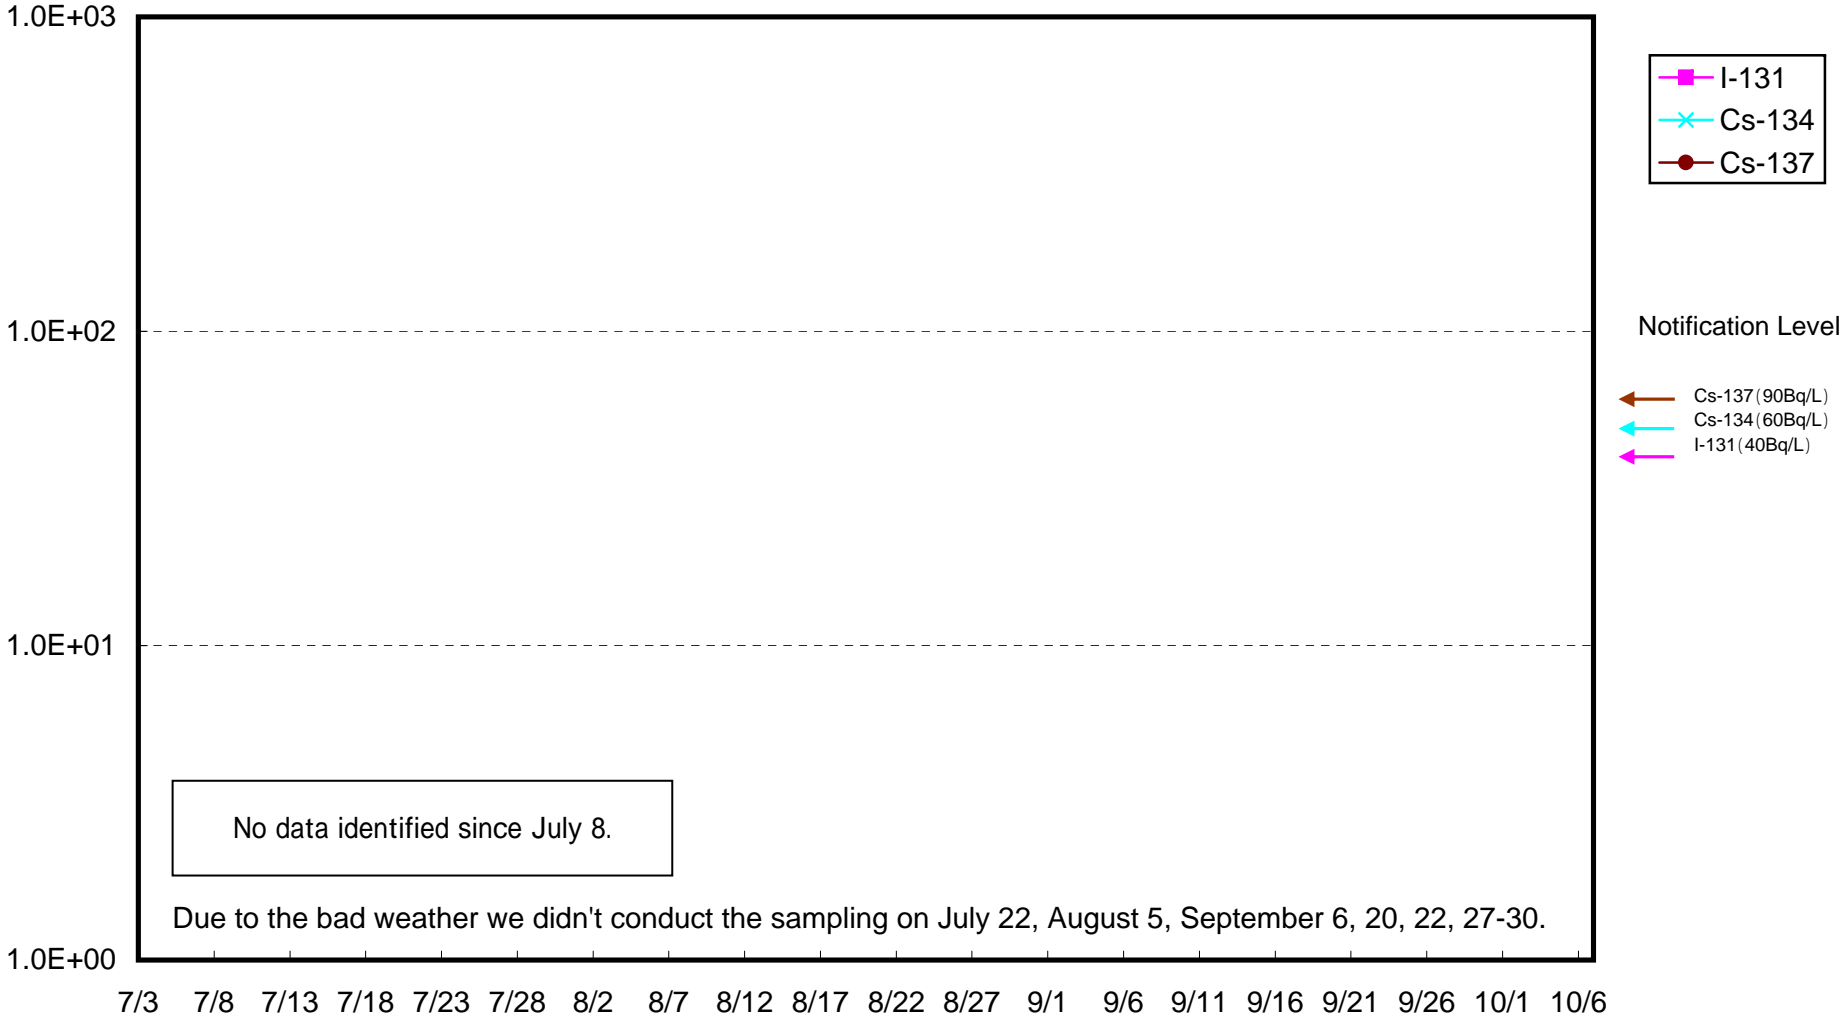 1.0E+03
1.0E+02
1.0E+01
1.0E+00
I-131
Cs-134
Cs-137
Notification Level
Cs-137(90Bq/L)
Cs-134(60Bq/L)
I-131(40Bq/L)
No data identified since July 8.
Due to the bad weather we didn't conduct the sampling on July 22, August 5, September 6, 20, 22, 27-30.
7/3 7/8 7/13 7/18 7/23 7/28 8/2 8/7 8/12 8/17 8/22 8/27 9/1 9/6 9/11 9/16 9/21 9/26 10/1 10/6